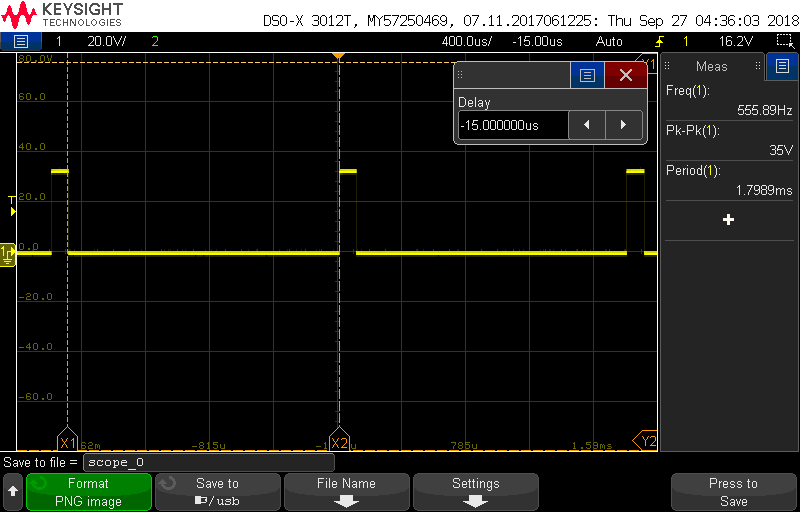 KEYSIGHT
TECHNOLOGIES
DSO-X 3012T, MY57250469, 07.11.2017061225: Thu Sep 27 04:36:03 2018
1 20.0V/ 2 400.0us/ -15.00us Auto 1 16.2V
80.0V
60.0
40.0
20.0
0.0
-20.0
-40.0
-60.0
T
1
Y1
Delay
-15.000000us
Meas
Freq(1):
555.89Hz
Pk-Pk(1):
35V
Period(1):
1.7989ms
+
X1
-815u
X2
785u
1.59ms
Y2
Save to file = scope_0
Format
PNG image
Save to
/usb
File Name
Settings
Press to
Save